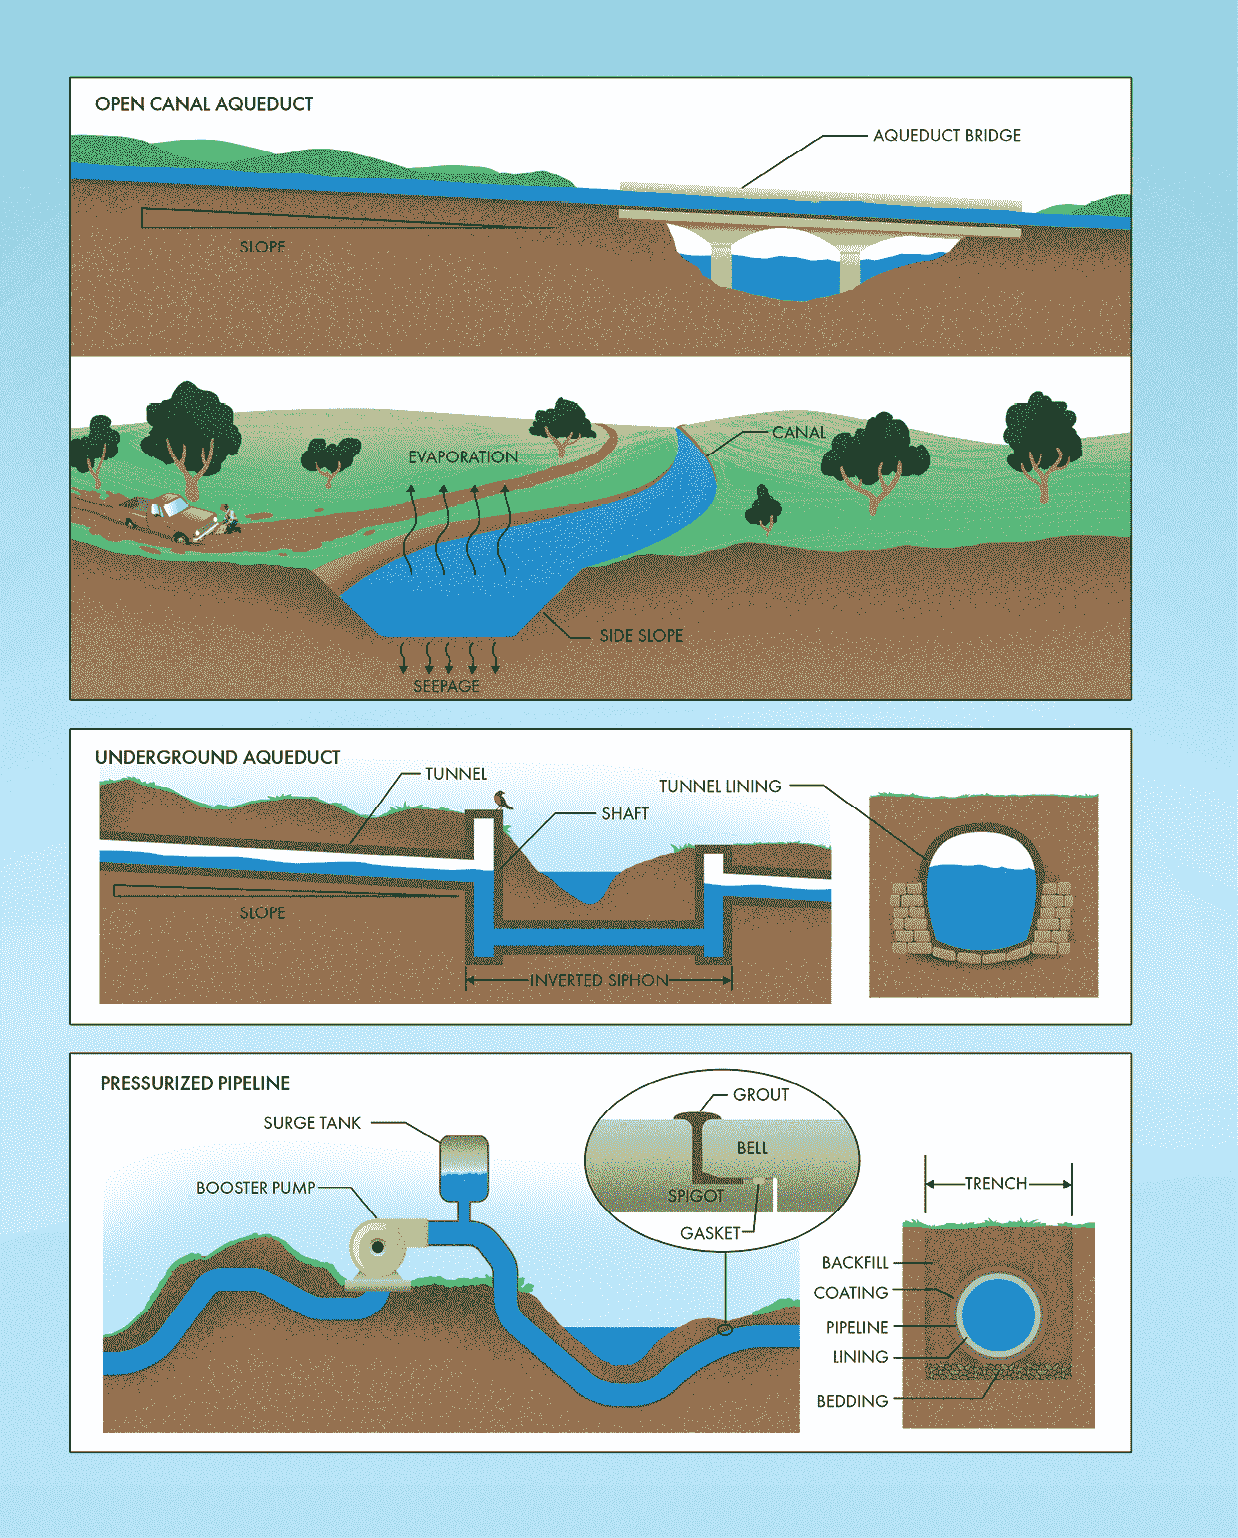 OPEN CANAL AQUEDUCT
AQUEDUCT BRIDGE
SLOPE
CANAL
EVAPORATION
SIDE SLOPE
SEEPAGE
UNDERGROUND AQUEDUCT
TUNNEL
TUNNEL LINING
SHAFT
SLOPE
INVERTED SIPHON
PRESSURIZED PIPELINE
GROUT
SURGE TANK
BELL
BOOSTER PUMP
SPIGOT
TRENCH
GASKET
BACKFILL
COATING
PIPELINE
LINING
BEDDING